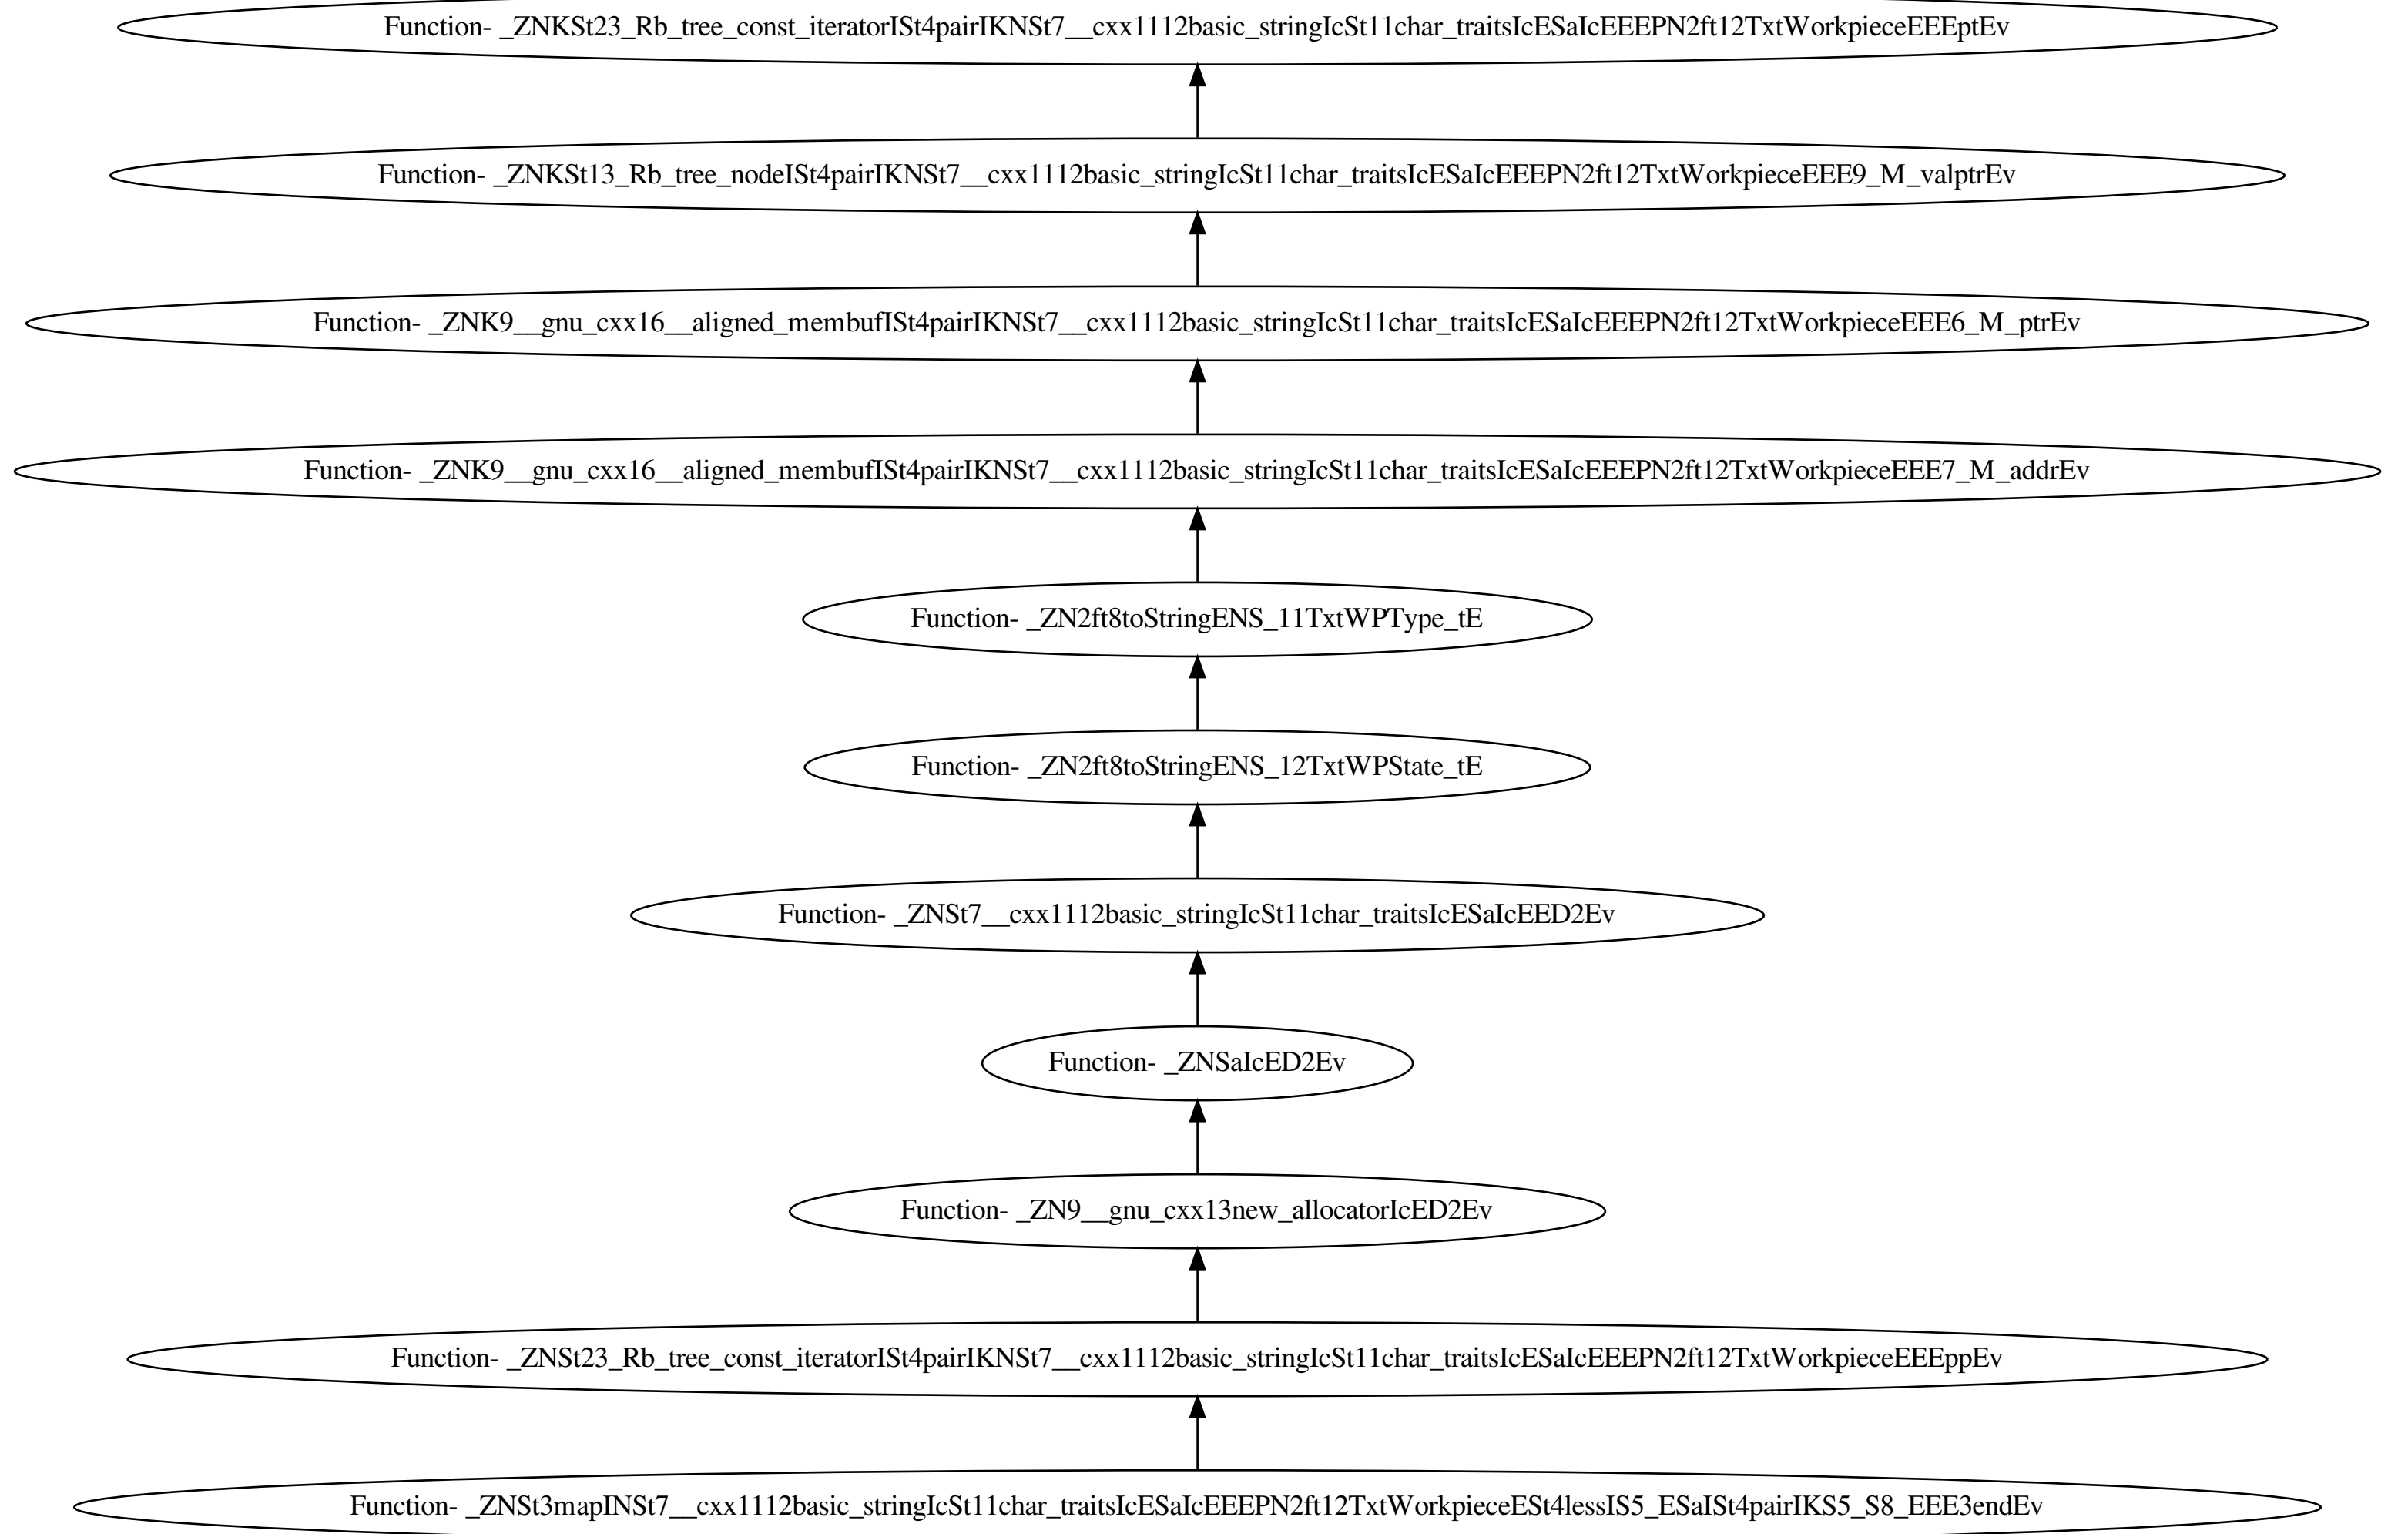 Function- _ZNKSt23_Rb_tree_const_iteratorISt4pairIKNSt7__cxx1112basic_stringIcSt11char_traitsIcESaIcEEEPN2ft12TxtWorkpieceEEEptEv
Function- _ZNKSt13_Rb_tree_nodeISt4pairIKNSt7__cxx1112basic_stringIcSt11char_traitsIcESaIcEEEPN2ft12TxtWorkpieceEEE9_M_valptrEv
Function- _ZNK9__gnu_cxx16__aligned_membufISt4pairIKNSt7__cxx1112basic_stringIcSt11char_traitsIcESaIcEEEPN2ft12TxtWorkpieceEEE6_M_ptrEv
Function- _ZNK9__gnu_cxx16__aligned_membufISt4pairIKNSt7__cxx1112basic_stringIcSt11char_traitsIcESaIcEEEPN2ft12TxtWorkpieceEEE7_M_addrEv
Function- _ZN2ft8toStringENS_11TxtWPType_tE
Function- _ZN2ft8toStringENS_12TxtWPState_tE
Function- _ZNSt7__cxx1112basic_stringIcSt11char_traitsIcESaIcEED2Ev
Function- _ZNSaIcED2Ev
Function- _ZN9__gnu_cxx13new_allocatorIcED2Ev
Function- _ZNSt23_Rb_tree_const_iteratorISt4pairIKNSt7__cxx1112basic_stringIcSt11char_traitsIcESaIcEEEPN2ft12TxtWorkpieceEEEppEv
Function- _ZNSt3mapINSt7__cxx1112basic_stringIcSt11char_traitsIcESaIcEEEPN2ft12TxtWorkpieceESt4lessIS5_ESaISt4pairIKS5_S8_EEE3endEv